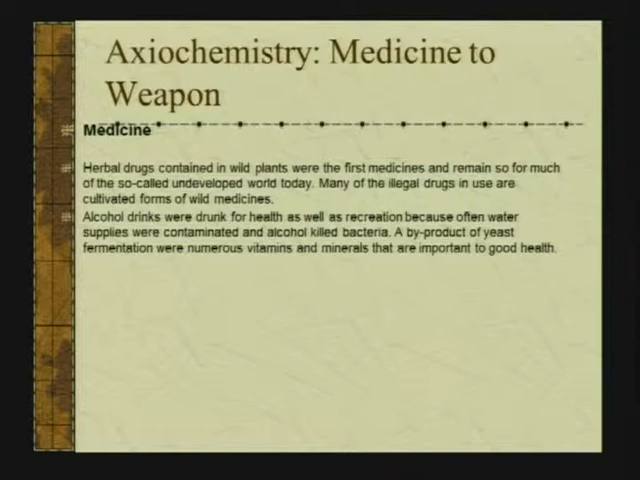 Axiochemistry: Medicine to
Weapon
Medicine
Herbal drugs contained in wild plants were the first medicines and remain so for much
of the so-called undeveloped world today. Many of the illegal drugs in use are
cultivated forms of wild medicines.
Alcohol drinks were drunk for health as well as recreation because often water
supplies were contaminated and alcohol killed bacteria. A by-product of yeast
fermentation were numerous vitamins and minerals that are important to good health.